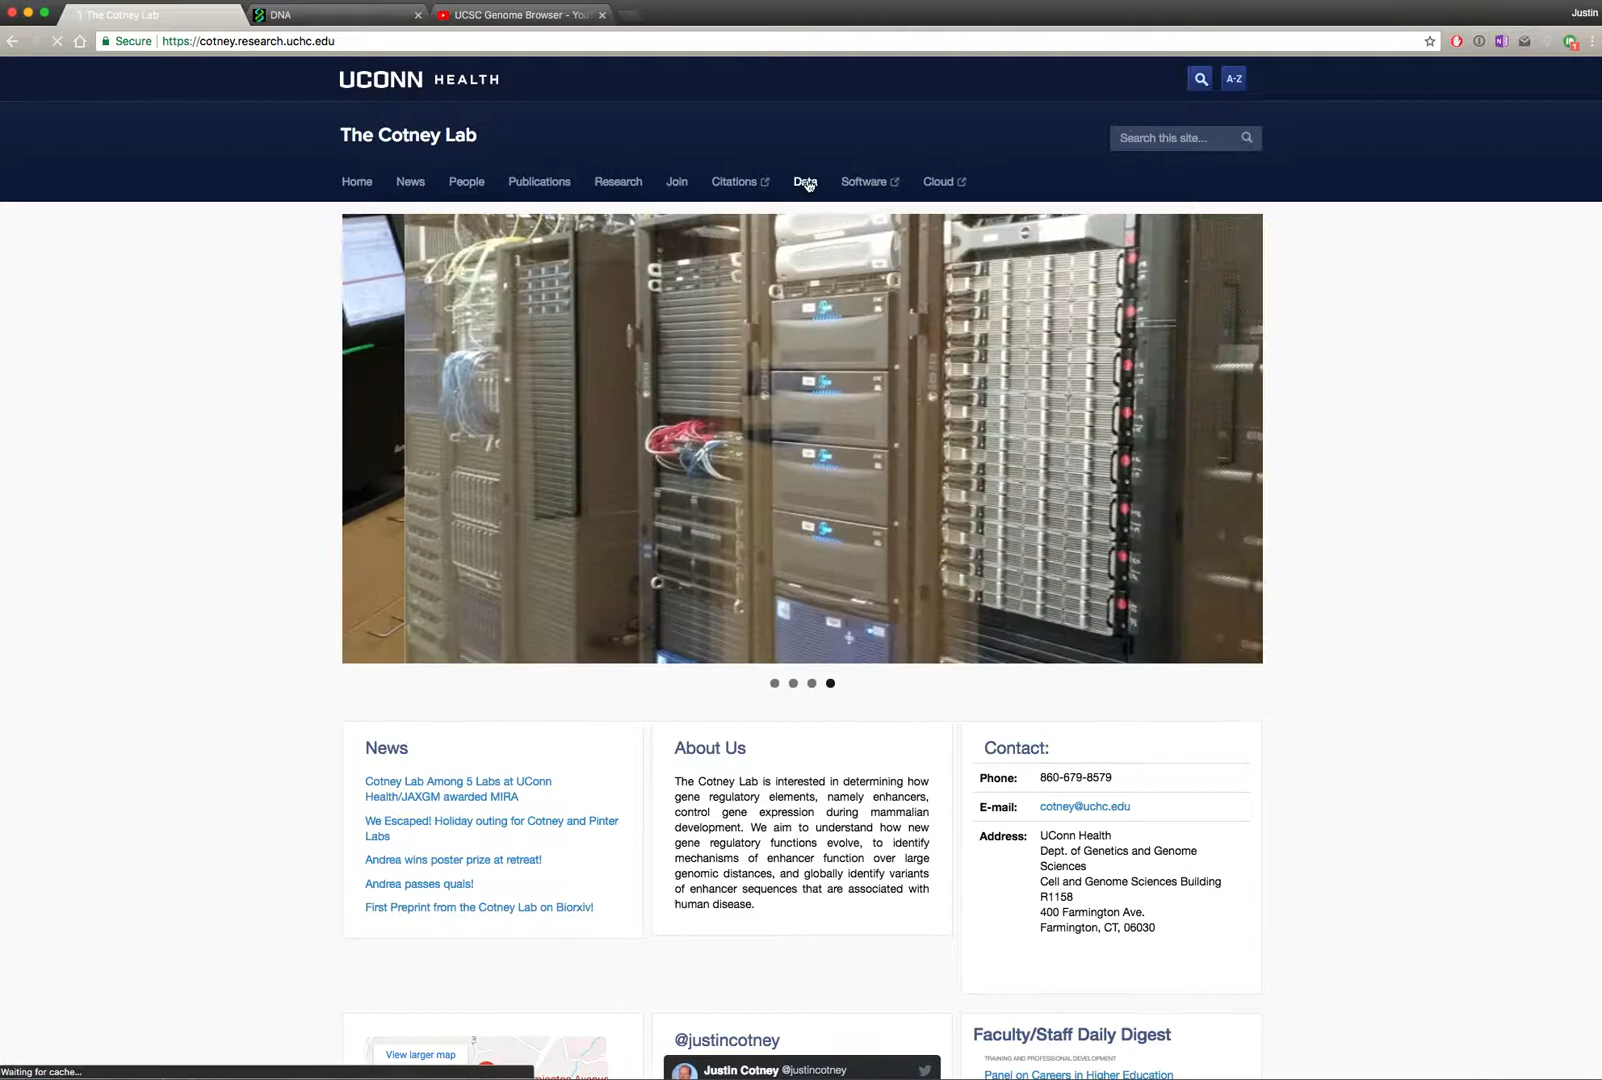 The Cotney Lab
DNA
UCSC Genome Browser - You
Justin
Secure
https://cotney.research.uchc.edu
UCONN HEALTH
A-Z
The Cotney Lab
Search this site...
Home
News
People
Publications
Research
Join
Citations
Data
Software
Cloud
News
Cotney Lab Among 5 Labs at UConn
Health/JAXGM awarded MIRA
We Escaped! Holiday outing for Cotney and Pinter
Labs
Andrea wins poster prize at retreat!
Andrea passes quals!
First Preprint from the Cotney Lab on Biorxiv!
About Us
The Cotney Lab is interested in determining how
gene regulatory elements, namely enhancers,
control gene expression during mammalian
development. We aim to understand how new
gene regulatory functions evolve, to identify
mechanisms of enhancer function over large
genomic distances, and globally identify variants
of enhancer sequences that are associated with
human disease.
Contact:
Phone: 860-679-8579
E-mail: cotney@uchc.edu
Address: UConn Health
Dept. of Genetics and Genome
Sciences
Cell and Genome Sciences Building
R1158
400 Farmington Ave.
Farmington, CT, 06030
View larger map
@justincotney
Justin Cotney @justincotney
Faculty/Staff Daily Digest
TRAINING AND PROFESSIONAL DEVELOPMENT
Panel on Careers in Higher Education
Waiting for cache...